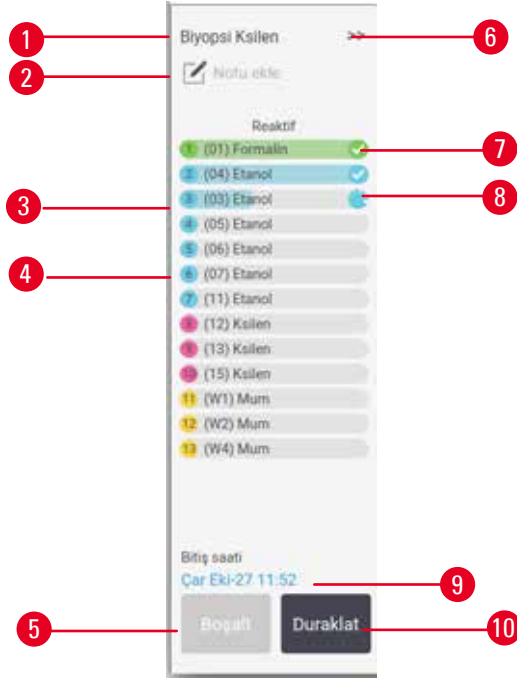 1 Biyopsi Ksilen >> 6
2 Notu ekle
Reaktif
1 (01) Formalin 7
2 (04) Etanol
3 3 (03) Etanol 8
4 (05) Etanol
5 (06) Etanol
4 6 (07) Etanol
7 (11) Etanol
8 (12) Ksilen
9 (13) Ksilen
10 (15) Ksilen
11 (W1) Mum
12 (W2) Mum
13 (W4) Mum
Bitiş saati
Çar Eki-27 11:52 9
5 Boşalt Duraklat 10